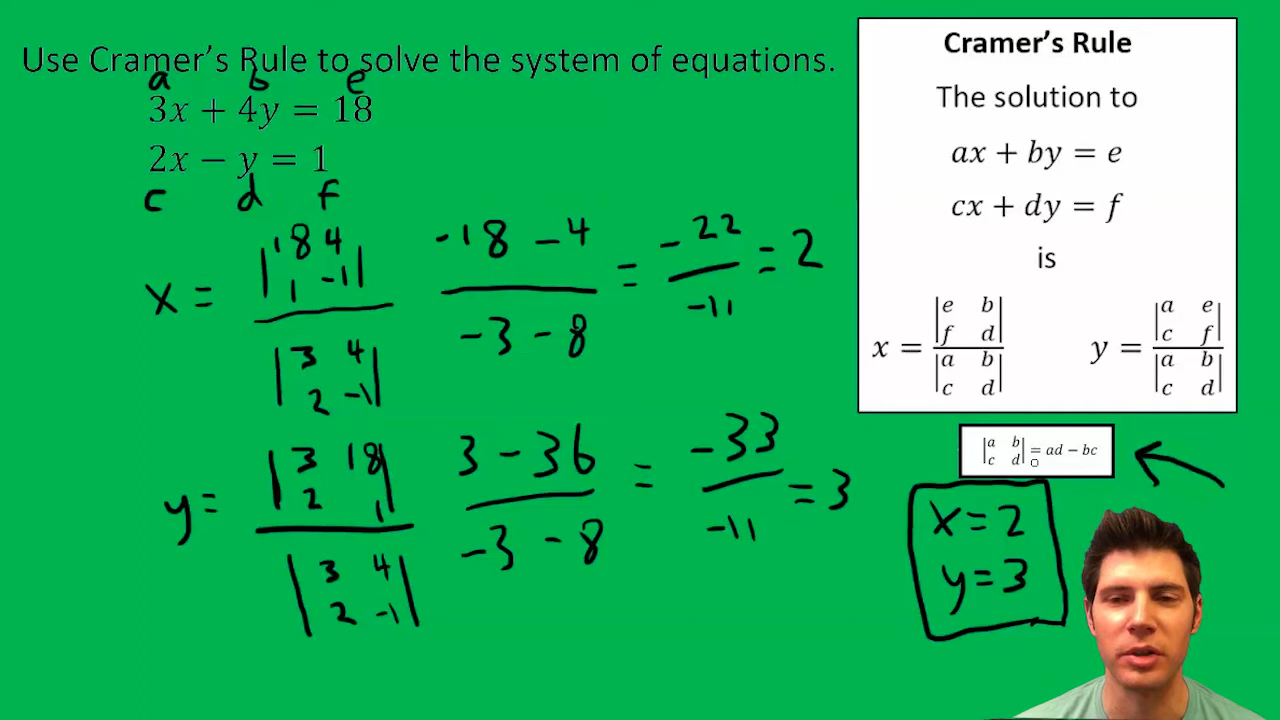 Use Cramer's Rule to solve the system of equations.
a b e
3x + 4y = 18
2x − y = 1
c d f
x = |18 4| / |3 4| -18 - 4 / -3 - 8 = -22 / -11 = 2
|1 -1| / |2 -1|
y = |3 18| / |3 4| 3 - 36 / -3 - 8 = -33 / -11 = 3
|2 1| / |2 -1|
Cramer's Rule
The solution to
ax + by = e
cx + dy = f
is
x = |e b| / |a b| y = |a e| / |a b|
|f d| / |c d| |c f| / |c d|
|a b| = ad − bc
|c d|
x = 2
y = 3